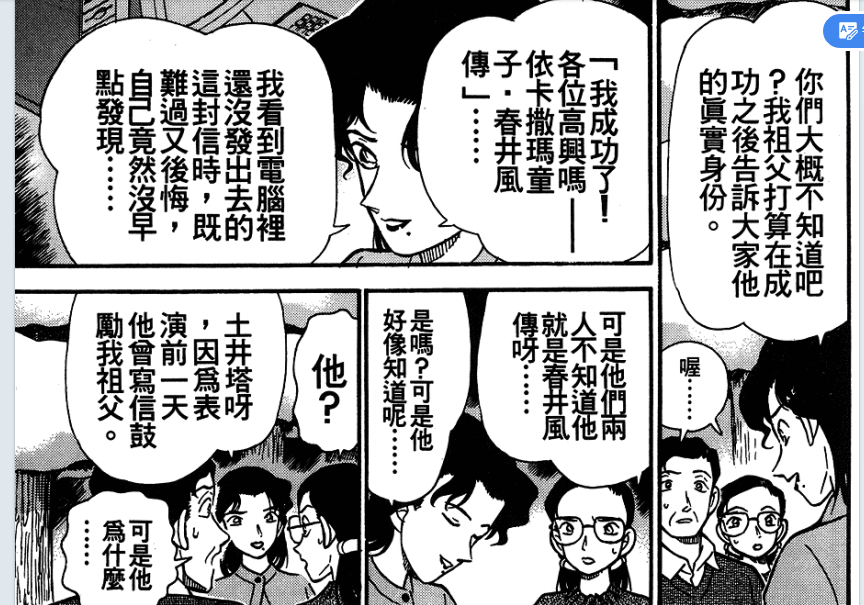 你們大概不知道吧
？我祖父打算在成
功之後告訴大家他
的眞實身份。
喔……
「我成功了！
各位高興嗎——
依卡撒瑪童
子・春井風
傳」……
我看到電腦裡
還沒發出去的
這封信時，既
難過又後悔，
自己竟然沒早
點發現……
可是他們兩
人不知道他
就是春井風
傳呀……
是嗎？可是他
好像知道呢……
他？
土井塔呀
，因爲表
演前一天
他曾寫信鼓
勵我祖父。
可是他
爲什麼
……